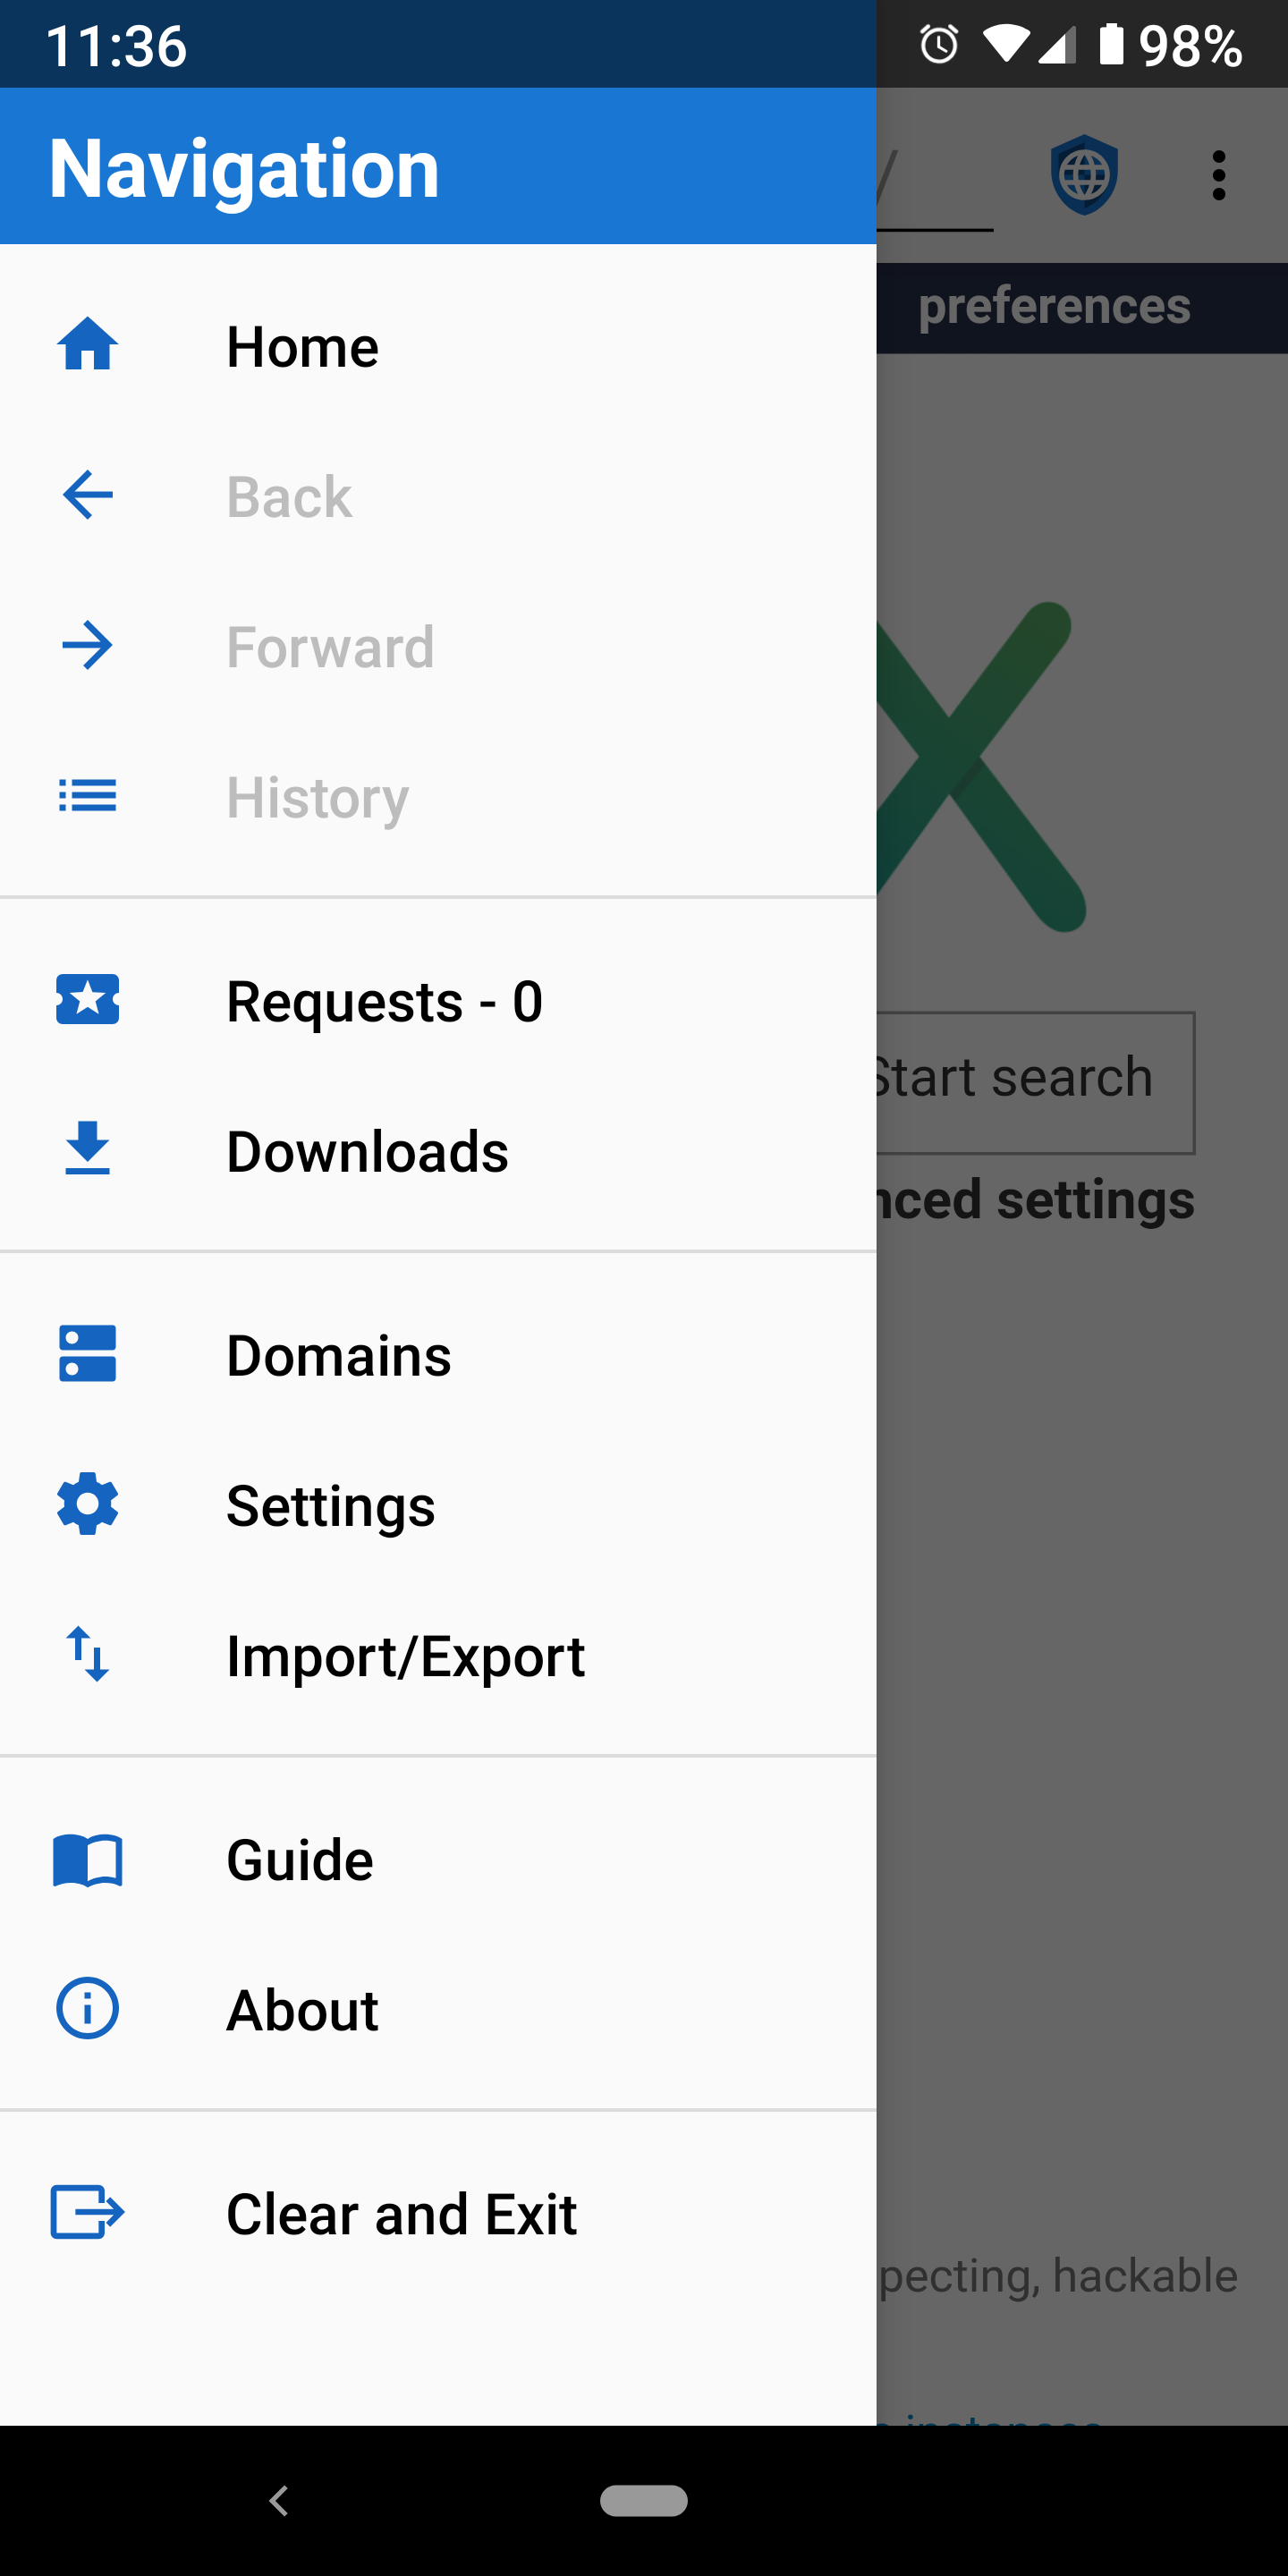 11:36
98%
Navigation
/
preferences
Home
Back
Forward
History
X
Requests - 0
Start search
Downloads
nced settings
Domains
Settings
Import/Export
Guide
About
Clear and Exit
pecting, hackable
instances